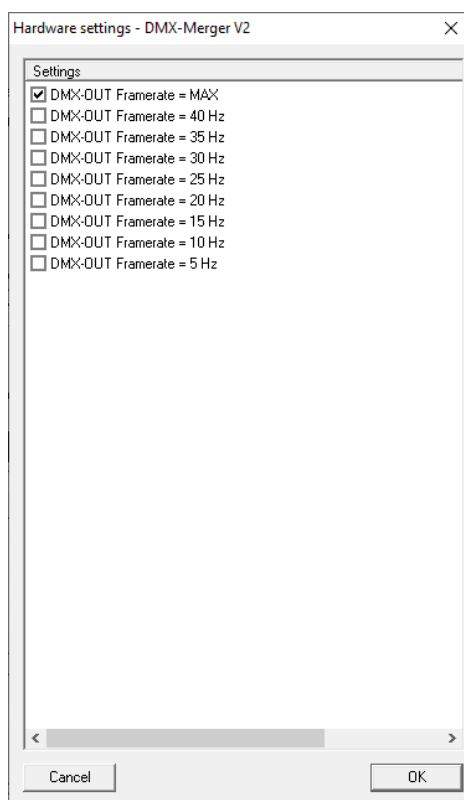 Hardware settings - DMX-Merger V2
Settings
DMX-OUT Framerate = MAX
DMX-OUT Framerate = 40 Hz
DMX-OUT Framerate = 35 Hz
DMX-OUT Framerate = 30 Hz
DMX-OUT Framerate = 25 Hz
DMX-OUT Framerate = 20 Hz
DMX-OUT Framerate = 15 Hz
DMX-OUT Framerate = 10 Hz
DMX-OUT Framerate = 5 Hz
Cancel OK